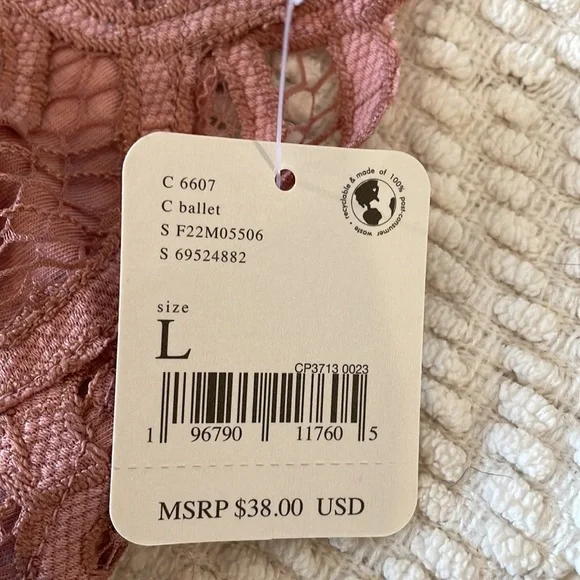 C 6607
C ballet
S F22M05506
S 69524882
recyclable & made of 100% post-consumer waste •
size
L
CP3713 0023
1 96790 11760 5
MSRP $38.00 USD